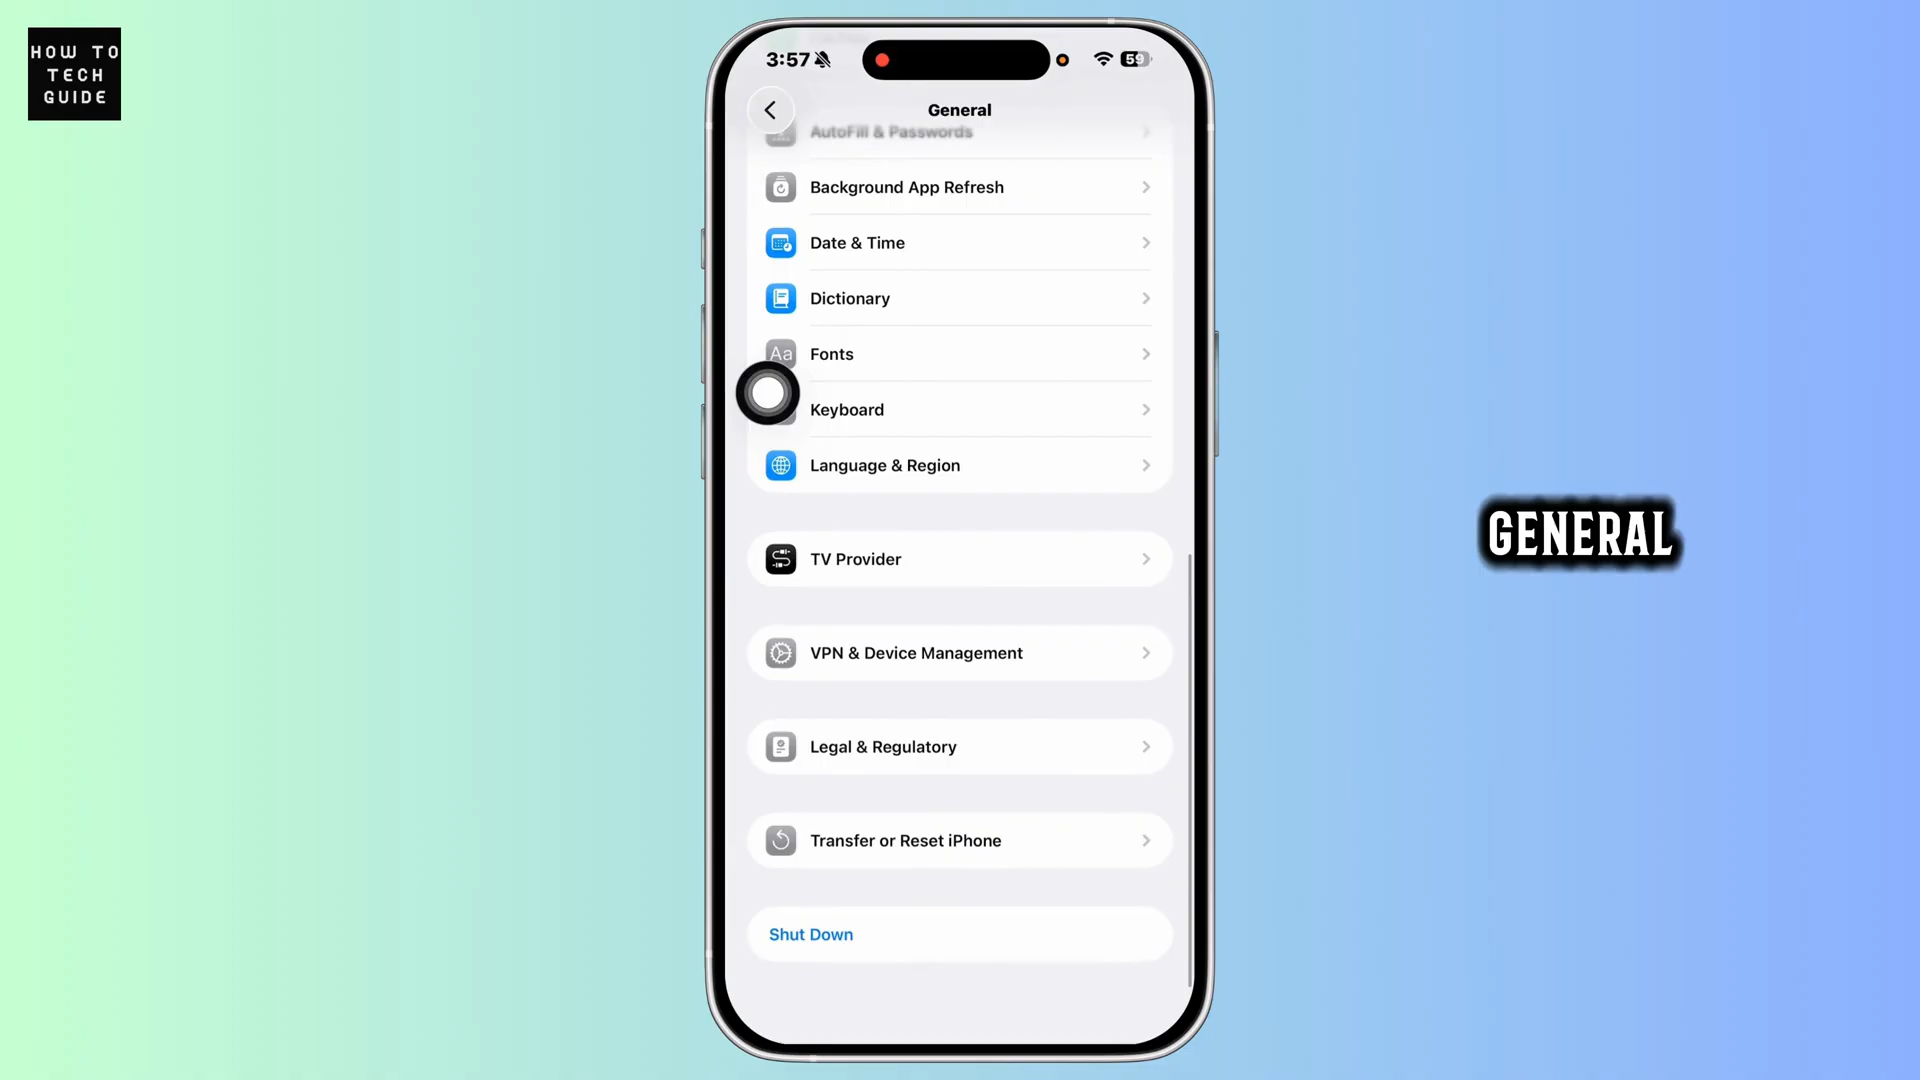 HOW TO
TECH
GUIDE
3:57
59
General
AutoFill & Passwords
Background App Refresh
Date & Time
Dictionary
Aa Fonts
Keyboard
Language & Region
TV Provider
VPN & Device Management
Legal & Regulatory
Transfer or Reset iPhone
Shut Down
GENERAL